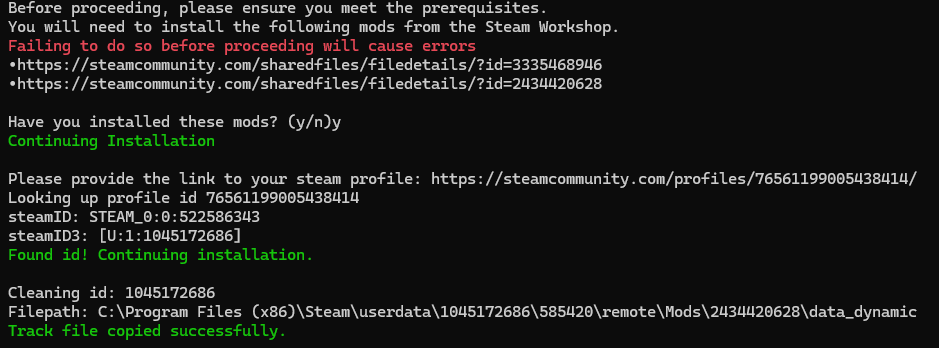 Before proceeding, please ensure you meet the prerequisites.
You will need to install the following mods from the Steam Workshop.
Failing to do so before proceeding will cause errors
•https://steamcommunity.com/sharedfiles/filedetails/?id=3335468946
•https://steamcommunity.com/sharedfiles/filedetails/?id=2434420628
Have you installed these mods? (y/n)y
Continuing Installation
Please provide the link to your steam profile: https://steamcommunity.com/profiles/76561199005438414/
Looking up profile id 76561199005438414
steamID: STEAM_0:0:522586343
steamID3: [U:1:1045172686]
Found id! Continuing installation.
Cleaning id: 1045172686
Filepath: C:\Program Files (x86)\Steam\userdata\1045172686\585420\remote\Mods\2434420628\data_dynamic
Track file copied successfully.